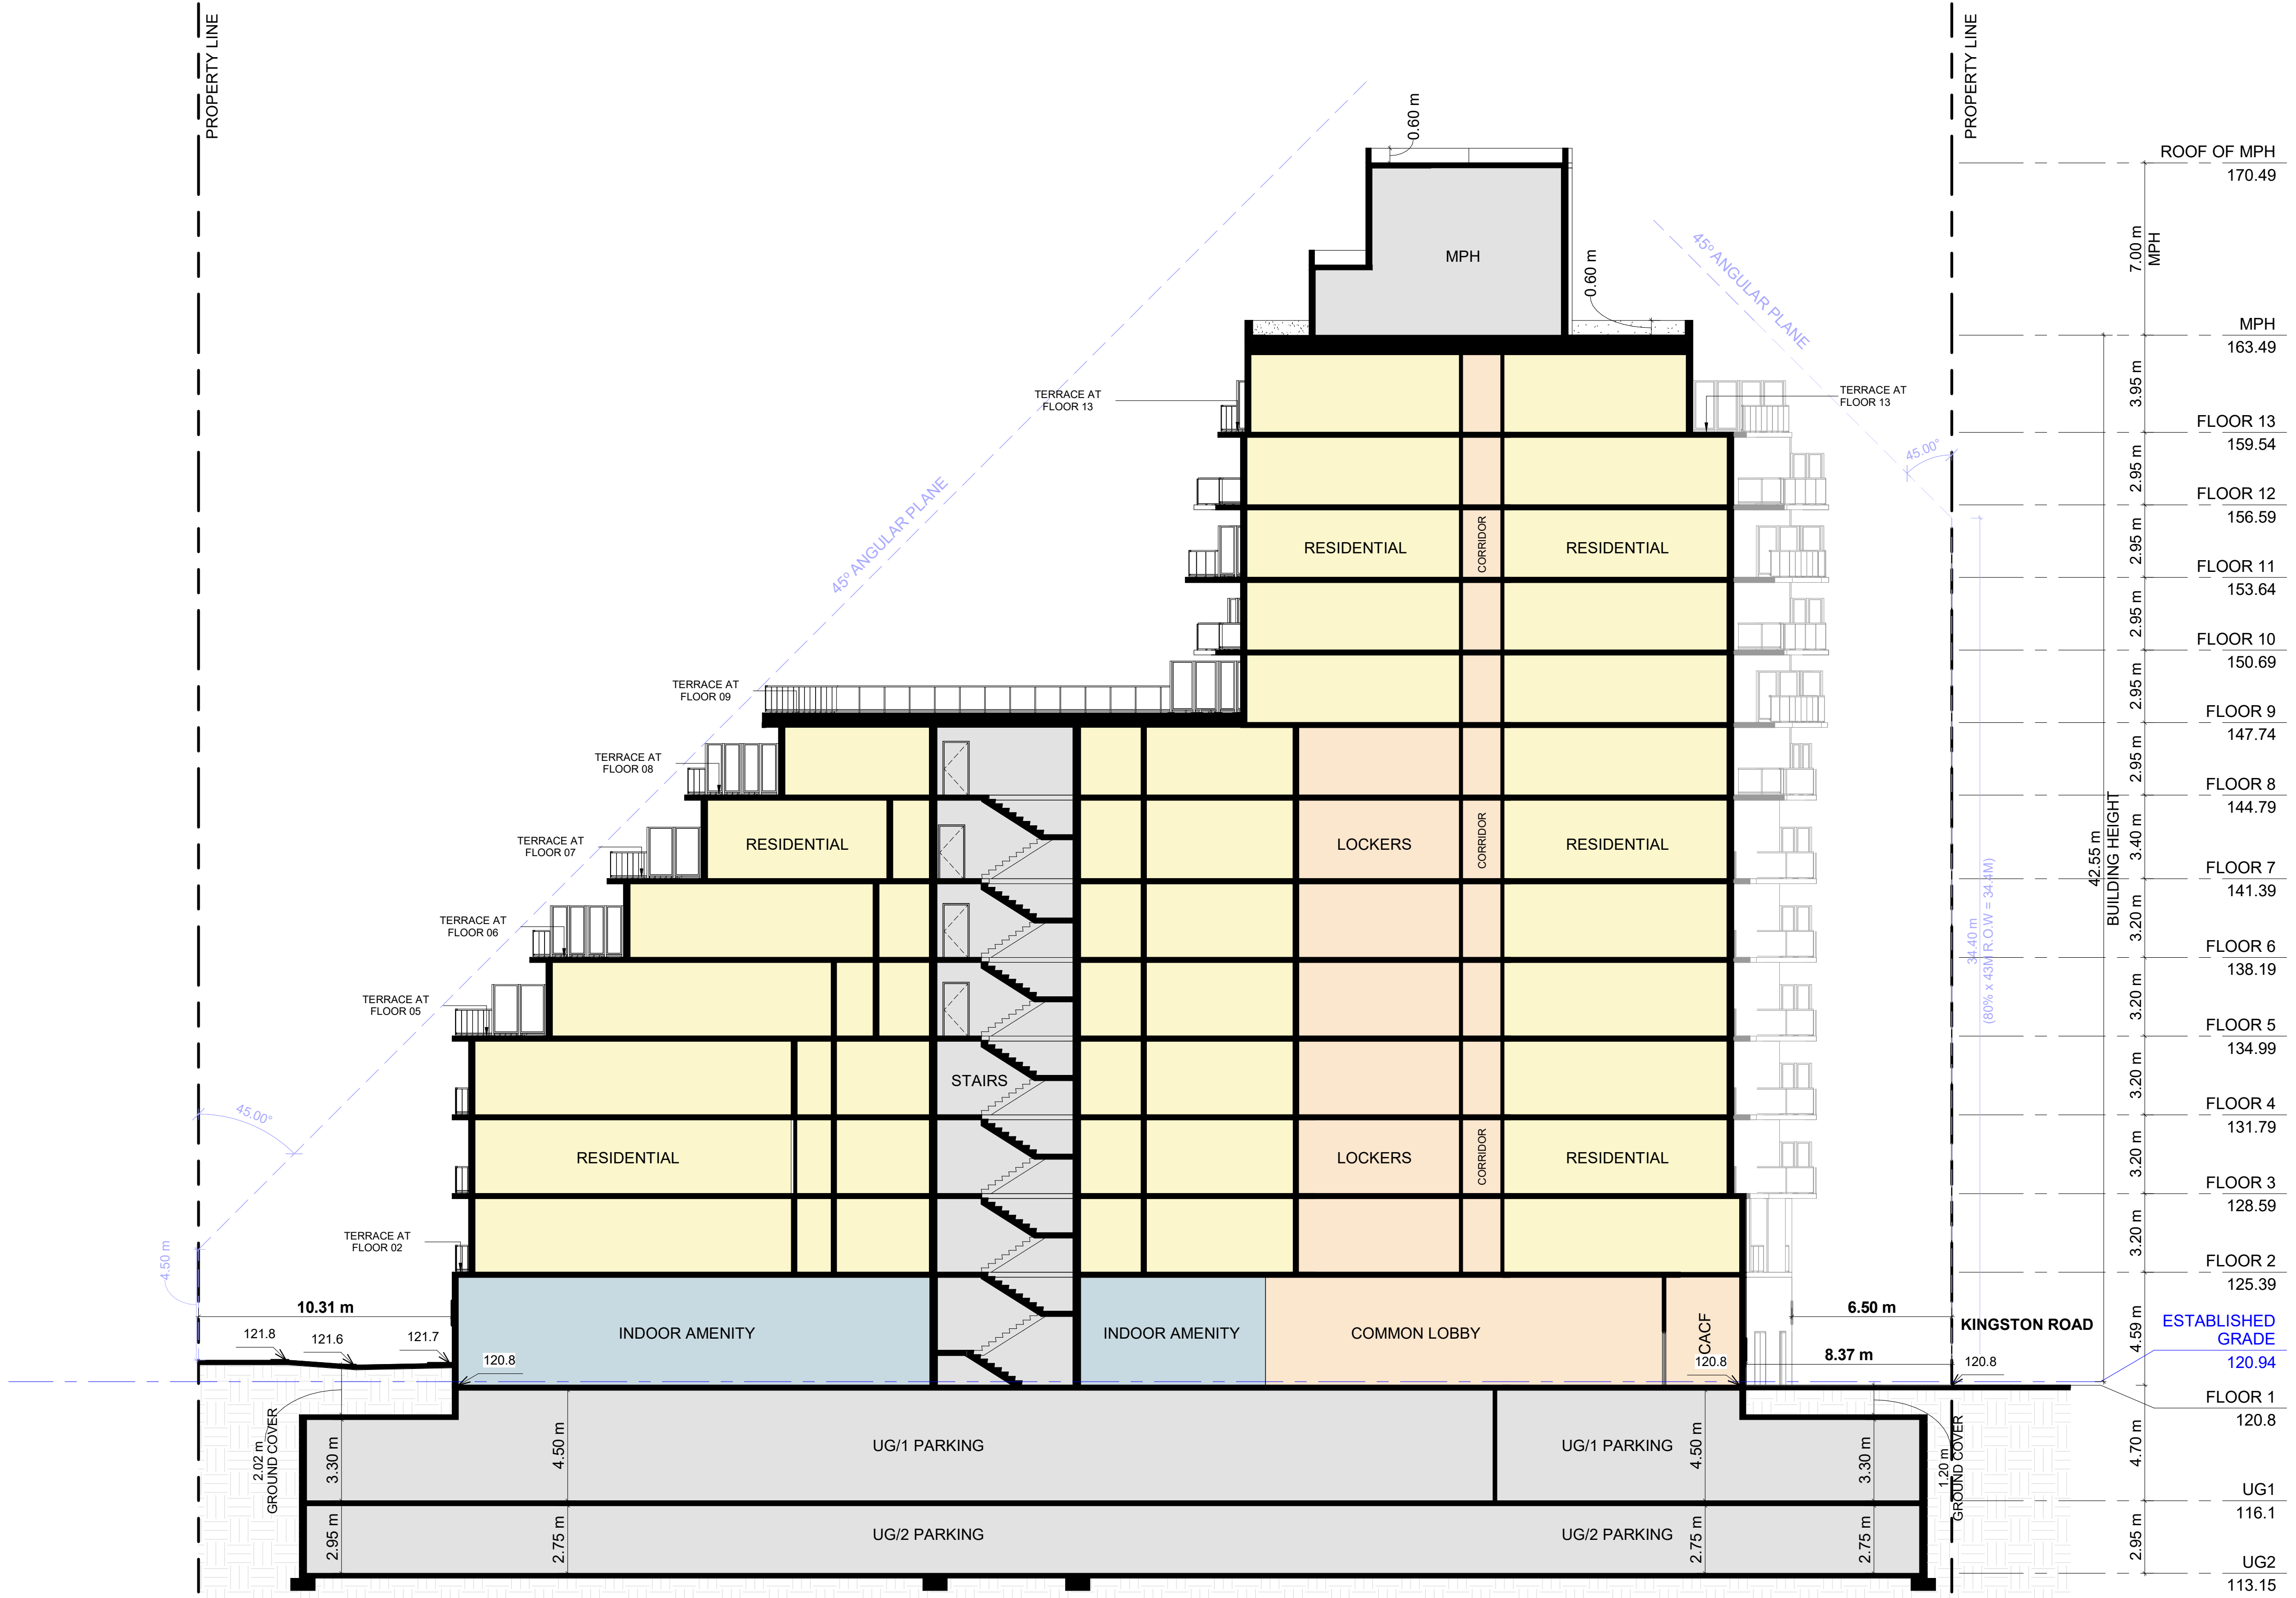 PROPERTY LINE
PROPERTY LINE
0.60 m
ROOF OF MPH
170.49
MPH
7.00 m
MPH
45º ANGULAR PLANE
0.60 m
MPH
163.49
TERRACE AT
FLOOR 13
TERRACE AT
FLOOR 13
3.95 m
FLOOR 13
159.54
45.00°
2.95 m
45º ANGULAR PLANE
FLOOR 12
156.59
RESIDENTIAL
CORRIDOR
RESIDENTIAL
2.95 m
FLOOR 11
153.64
2.95 m
FLOOR 10
150.69
TERRACE AT
FLOOR 09
2.95 m
FLOOR 9
147.74
TERRACE AT
FLOOR 08
2.95 m
FLOOR 8
144.79
TERRACE AT
FLOOR 07
RESIDENTIAL
LOCKERS
CORRIDOR
RESIDENTIAL
42.55 m
BUILDING HEIGHT
3.40 m
FLOOR 7
141.39
TERRACE AT
FLOOR 06
34.40 m
(80% x 43M R.O.W = 34.4M)
3.20 m
FLOOR 6
138.19
TERRACE AT
FLOOR 05
3.20 m
FLOOR 5
134.99
STAIRS
3.20 m
45.00°
FLOOR 4
131.79
RESIDENTIAL
LOCKERS
CORRIDOR
RESIDENTIAL
3.20 m
FLOOR 3
128.59
TERRACE AT
FLOOR 02
3.20 m
4.50 m
FLOOR 2
125.39
10.31 m
6.50 m
121.8
121.6
121.7
INDOOR AMENITY
INDOOR AMENITY
COMMON LOBBY
CACF
KINGSTON ROAD
4.59 m
ESTABLISHED
GRADE
120.94
8.37 m
120.8
120.8
120.8
FLOOR 1
120.8
2.02 m
GROUND COVER
3.30 m
4.50 m
UG/1 PARKING
UG/1 PARKING
4.50 m
3.30 m
1.20 m
GROUND COVER
4.70 m
UG1
116.1
2.95 m
2.75 m
UG/2 PARKING
UG/2 PARKING
2.75 m
2.75 m
2.95 m
UG2
113.15